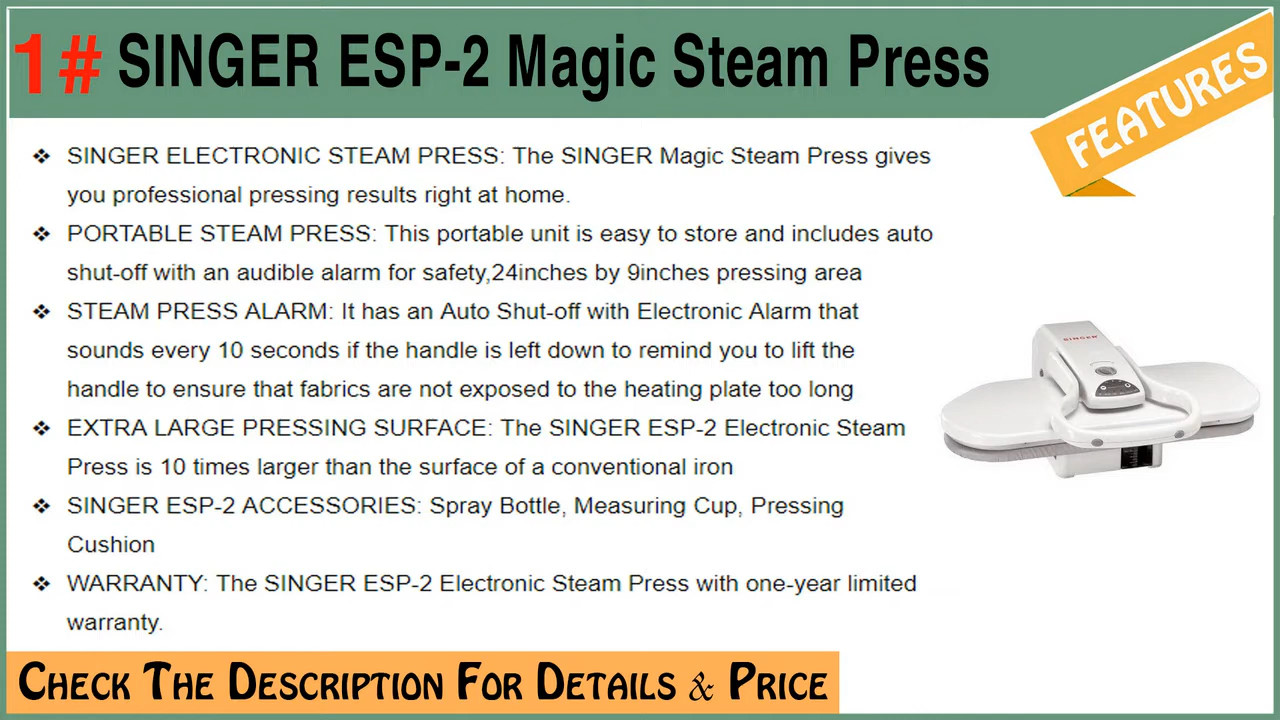 1# SINGER ESP-2 Magic Steam Press
FEATURES
❖ SINGER ELECTRONIC STEAM PRESS: The SINGER Magic Steam Press gives
you professional pressing results right at home.
❖ PORTABLE STEAM PRESS: This portable unit is easy to store and includes auto
shut-off with an audible alarm for safety,24inches by 9inches pressing area
❖ STEAM PRESS ALARM: It has an Auto Shut-off with Electronic Alarm that
sounds every 10 seconds if the handle is left down to remind you to lift the
handle to ensure that fabrics are not exposed to the heating plate too long
❖ EXTRA LARGE PRESSING SURFACE: The SINGER ESP-2 Electronic Steam
Press is 10 times larger than the surface of a conventional iron
❖ SINGER ESP-2 ACCESSORIES: Spray Bottle, Measuring Cup, Pressing
Cushion
❖ WARRANTY: The SINGER ESP-2 Electronic Steam Press with one-year limited
warranty.
SINGER
CHECK THE DESCRIPTION FOR DETAILS & PRICE